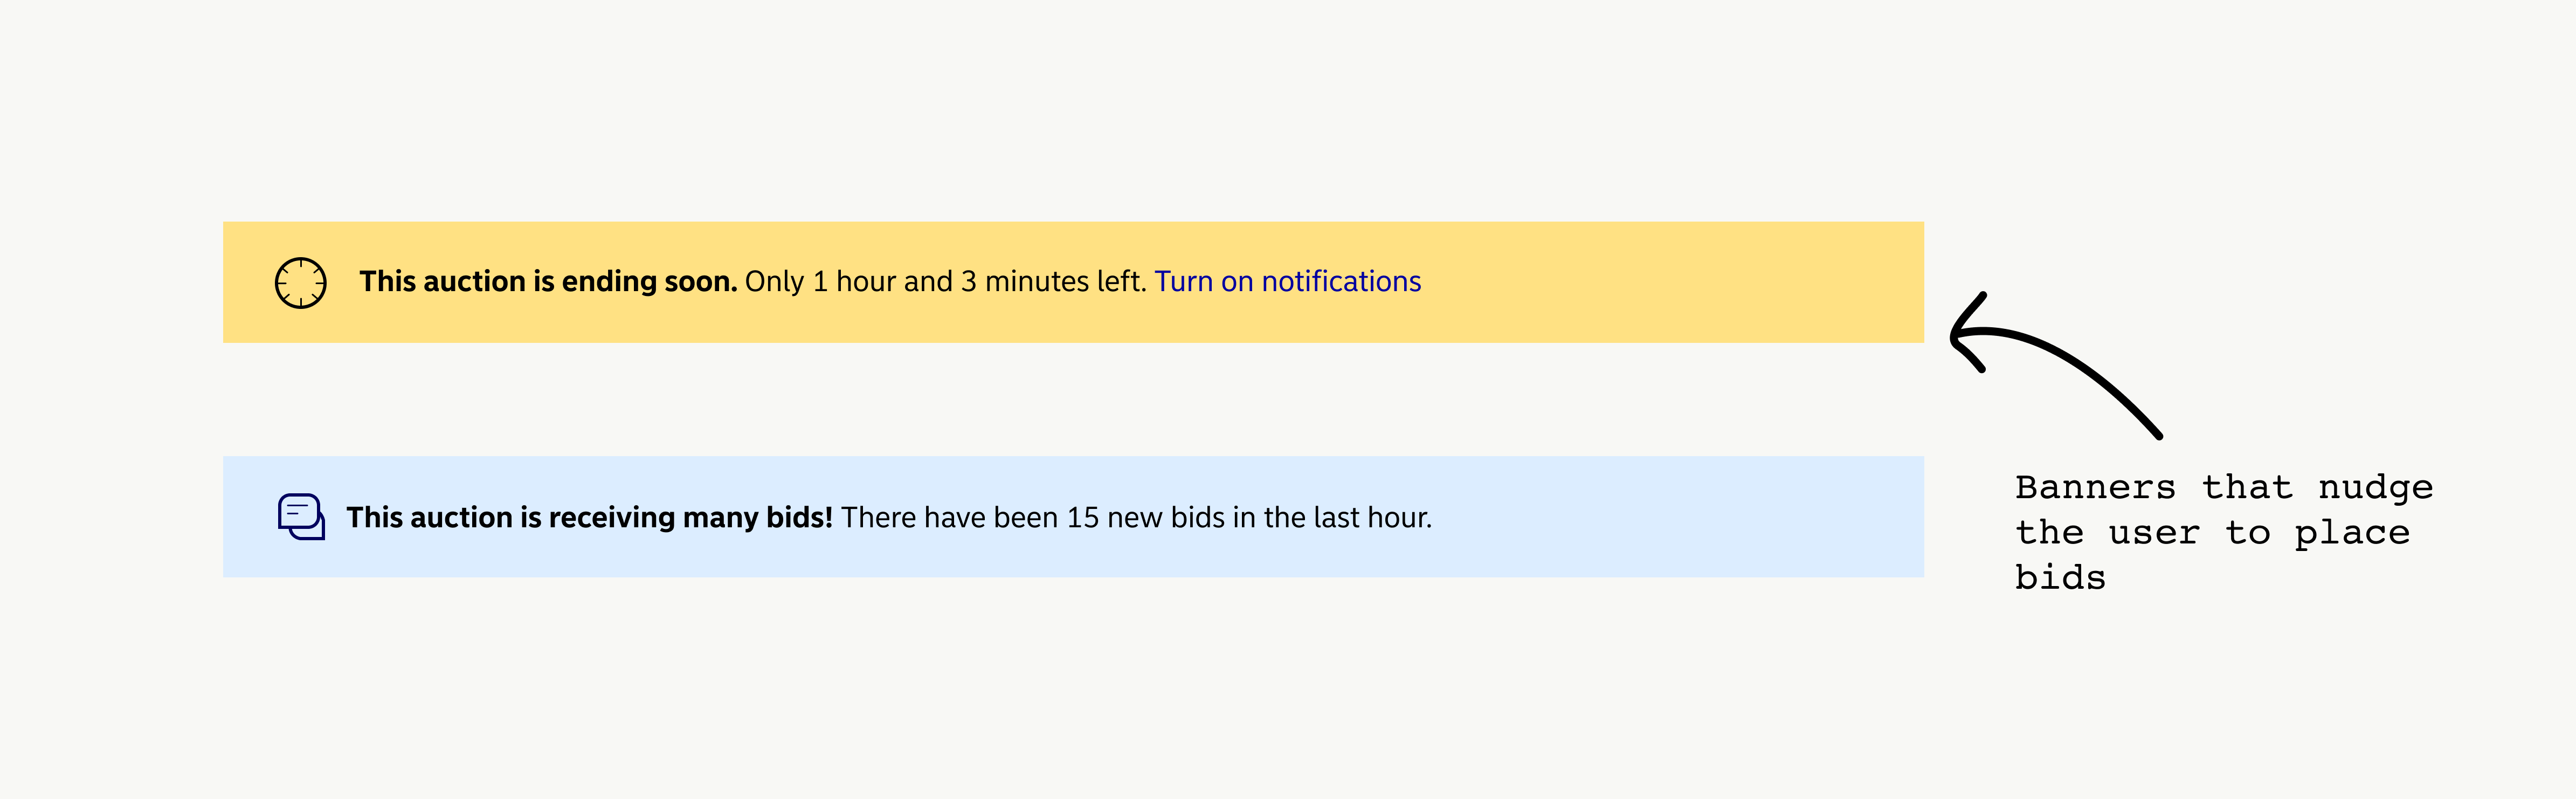 This auction is ending soon. Only 1 hour and 3 minutes left. Turn on notifications
This auction is receiving many bids! There have been 15 new bids in the last hour.
Banners that nudge
the user to place
bids